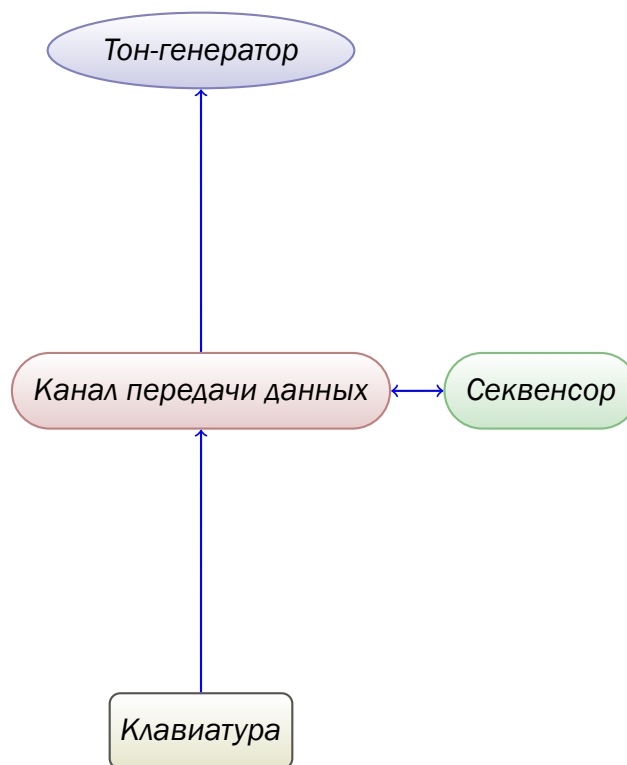 Тон-генератор
Канал передачи данных
Секвенсор
Клавиатура